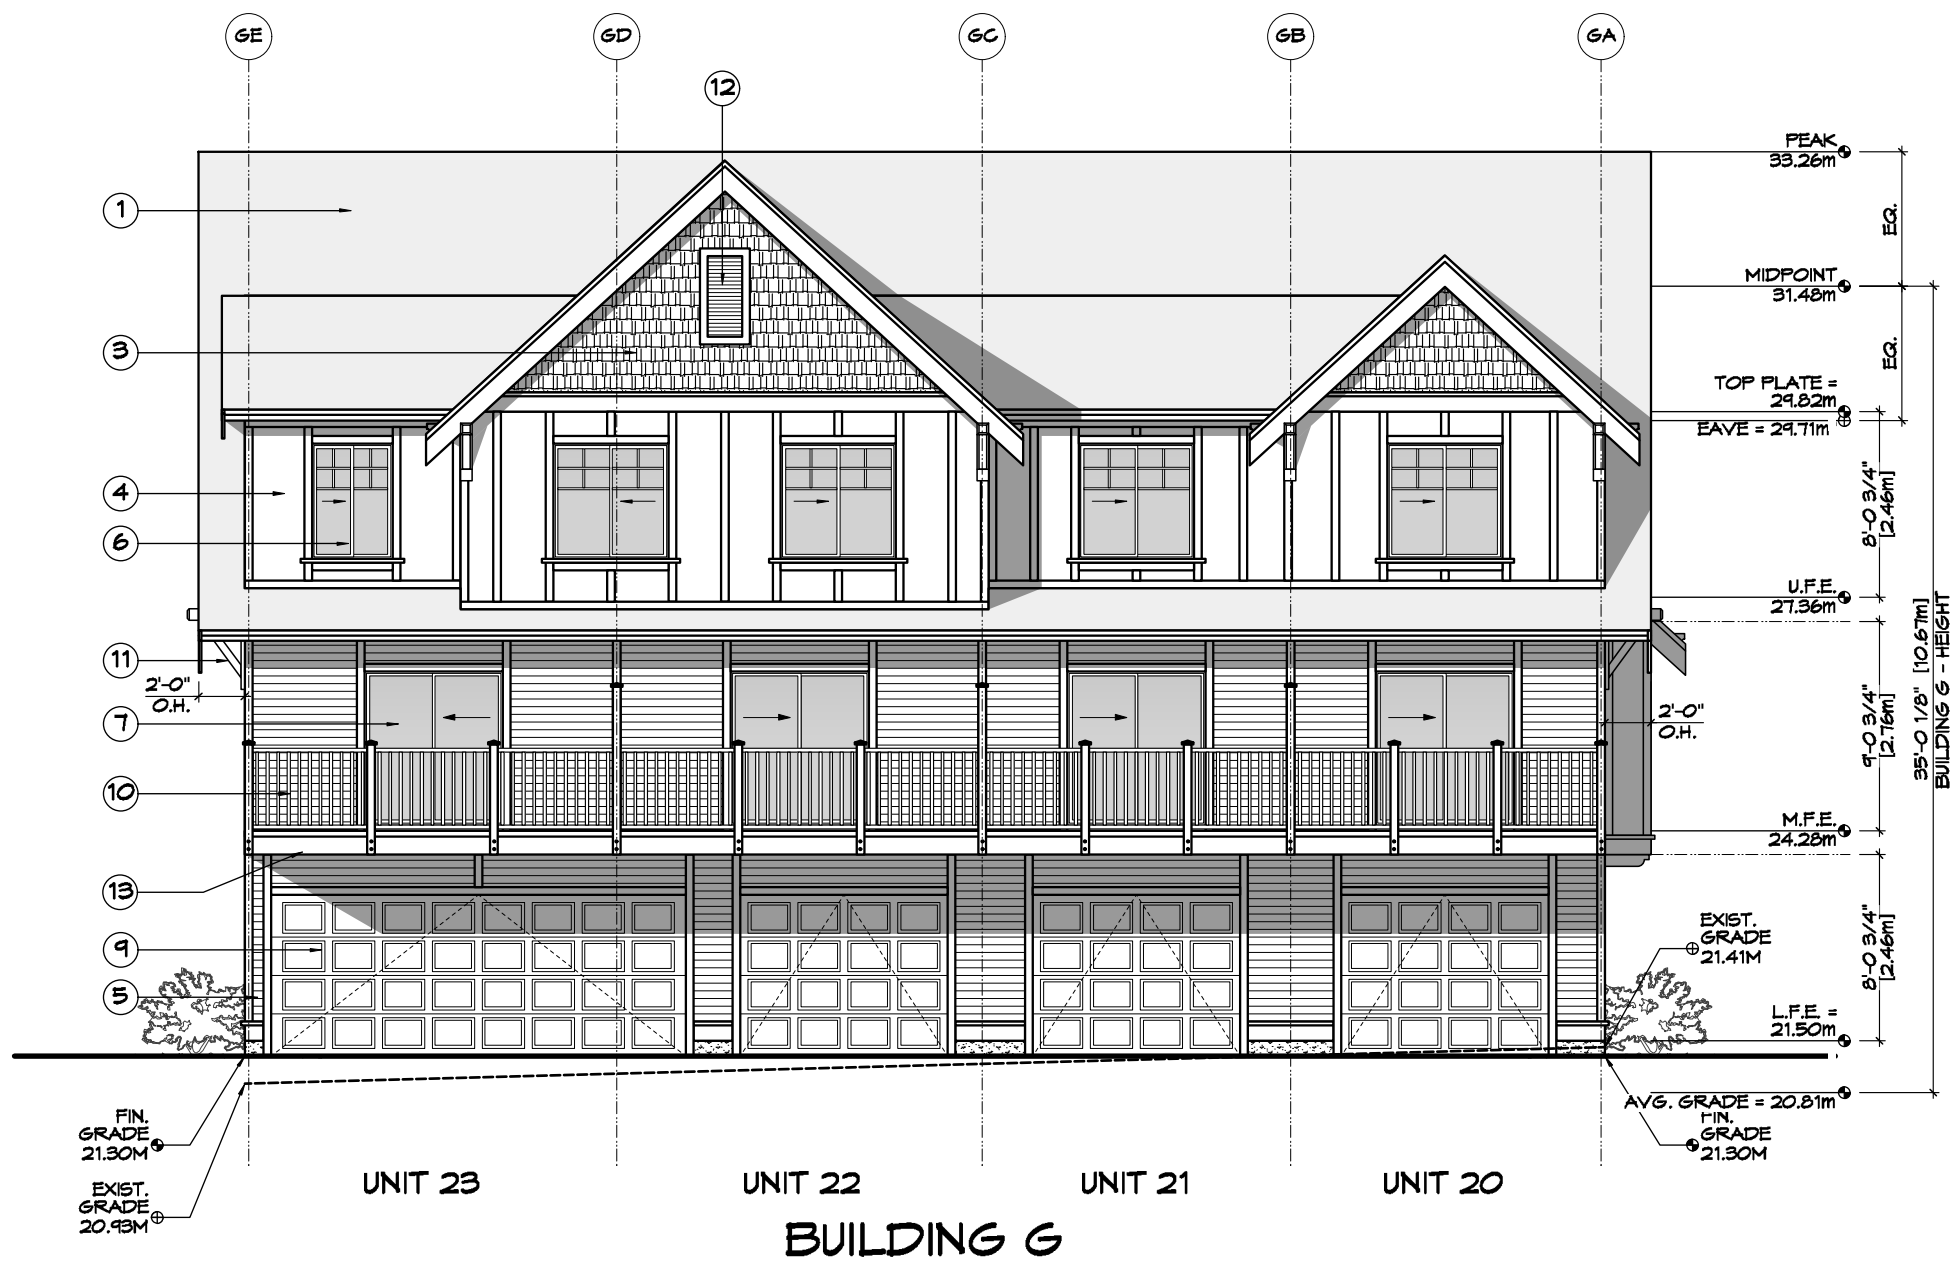 GE
GD
GC
GB
GA
12
PEAK
33.26m
1
EQ.
MIDPOINT
31.48m
3
EQ.
TOP PLATE =
29.82m
EAVE = 29.71m
4
8'-0 3/4"
[2.46m]
6
U.F.E.
27.36m
35'-0 1/8" [10.67m]
BUILDING G - HEIGHT
11
2'-0"
O.H.
7
2'-0"
O.H.
9'-0 3/4"
[2.76m]
10
M.F.E.
24.28m
13
9
EXIST.
GRADE
21.41M
8'-0 3/4"
[2.46m]
5
L.F.E. =
21.50m
AVG. GRADE = 20.81m
FIN.
GRADE
21.30M
FIN.
GRADE
21.30M
EXIST.
GRADE
20.93M
UNIT 23
UNIT 22
UNIT 21
UNIT 20
BUILDING G